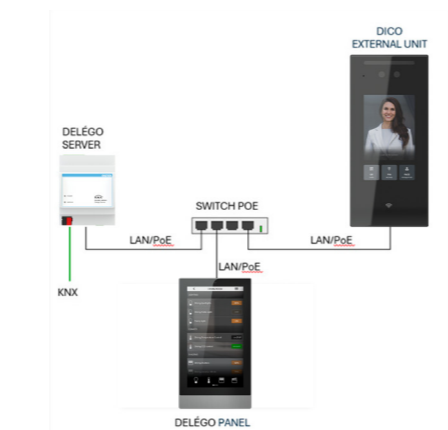 DICO
EXTERNAL UNIT
DELÉGO
SERVER
SWITCH POE
LAN/PoE
LAN/PoE
LAN/PoE
KNX
DELÉGO PANEL